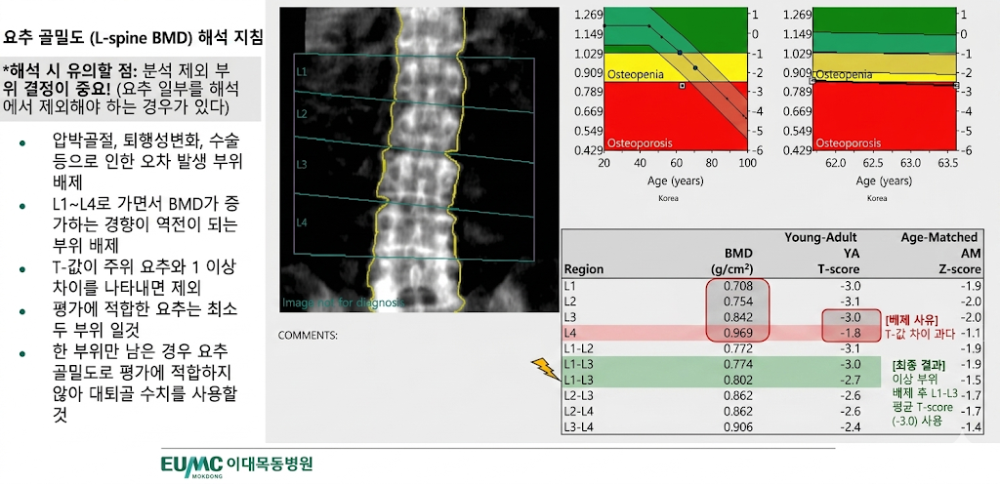 요추 골밀도 (L-spine BMD) 해석 지침
*해석 시 유의할 점: 분석 제외 부
위 결정이 중요! (요추 일부를 해석
에서 제외해야 하는 경우가 있다)
• 압박골절, 퇴행성변화, 수술
등으로 인한 오차 발생 부위
배제
• L1~L4로 가면서 BMD가 증
가하는 경향이 역전이 되는
부위 배제
• T-값이 주위 요추와 1 이상
차이를 나타내면 제외
• 평가에 적합한 요추는 최소
두 부위 일것
• 한 부위만 남은 경우 요추
골밀도로 평가에 적합하지
않아 대퇴골 수치를 사용할
것
L1
L2
L3
L4
Image not for diagnosis
COMMENTS:
1.269 1
1.149 0
1.029 -1
0.909 Osteopenia -2
0.789 -3
0.669 -4
0.549 -5
0.429 Osteoporosis -6
20 40 60 80 100
Age (years)
Korea
1.269 1
1.149 0
1.029 -1
0.909 Osteopenia -2
0.789 -3
0.669 -4
0.549 -5
0.429 Osteoporosis -6
62.0 62.5 63.0 63.5
Age (years)
Korea
Young-Adult Age-Matched
BMD YA AM
Region (g/cm²) T-score Z-score
L1 0.708 -3.0 -1.9
L2 0.754 -3.1 -2.0
L3 0.842 -3.0 -2.0
L4 0.969 -1.8 -1.1
L1-L2 0.772 -3.1 -1.9
L1-L3 0.774 -3.0 -1.9
L1-L3 0.802 -2.7 -1.5
L2-L3 0.862 -2.6 -1.7
L2-L4 0.862 -2.6 -1.7
L3-L4 0.906 -2.4 -1.4
[베제 사유]
T-값 차이 과다
[최종 결과]
이상 부위
배제 후 L1-L3
평균 T-score
(-3.0) 사용
EUMC 이대목동병원
MOKDONG